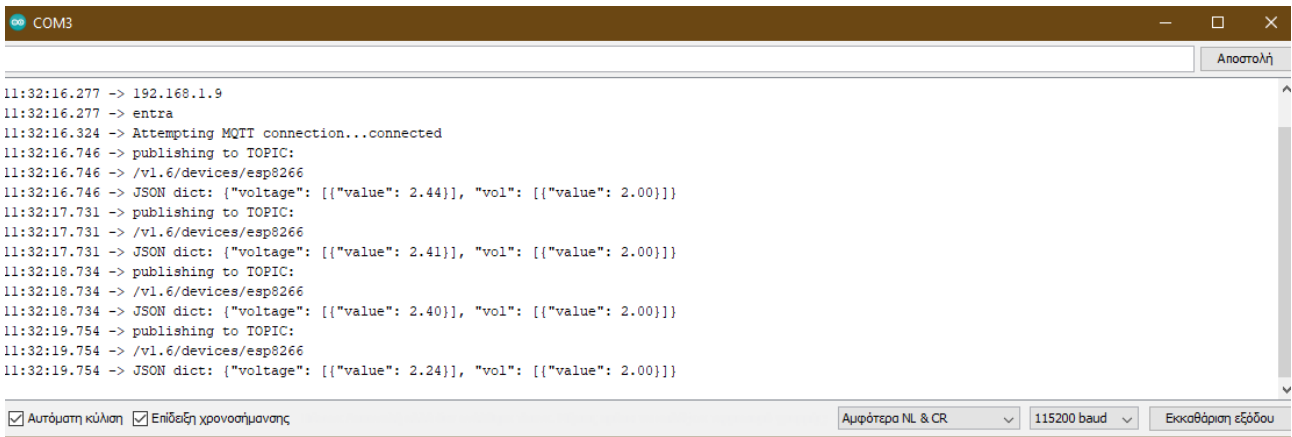 COM3
Αποστολή
11:32:16.277 -> 192.168.1.9
11:32:16.277 -> entra
11:32:16.324 -> Attempting MQTT connection...connected
11:32:16.746 -> publishing to TOPIC:
11:32:16.746 -> /v1.6/devices/esp8266
11:32:16.746 -> JSON dict: {"voltage": [{"value": 2.44}], "vol": [{"value": 2.00}]}
11:32:17.731 -> publishing to TOPIC:
11:32:17.731 -> /v1.6/devices/esp8266
11:32:17.731 -> JSON dict: {"voltage": [{"value": 2.41}], "vol": [{"value": 2.00}]}
11:32:18.734 -> publishing to TOPIC:
11:32:18.734 -> /v1.6/devices/esp8266
11:32:18.734 -> JSON dict: {"voltage": [{"value": 2.40}], "vol": [{"value": 2.00}]}
11:32:19.754 -> publishing to TOPIC:
11:32:19.754 -> /v1.6/devices/esp8266
11:32:19.754 -> JSON dict: {"voltage": [{"value": 2.24}], "vol": [{"value": 2.00}]}
Αυτόματη κύλιση Επίδειξη χρονοσήμανσης Αμφότερα NL & CR 115200 baud Εκκαθάριση εξόδου